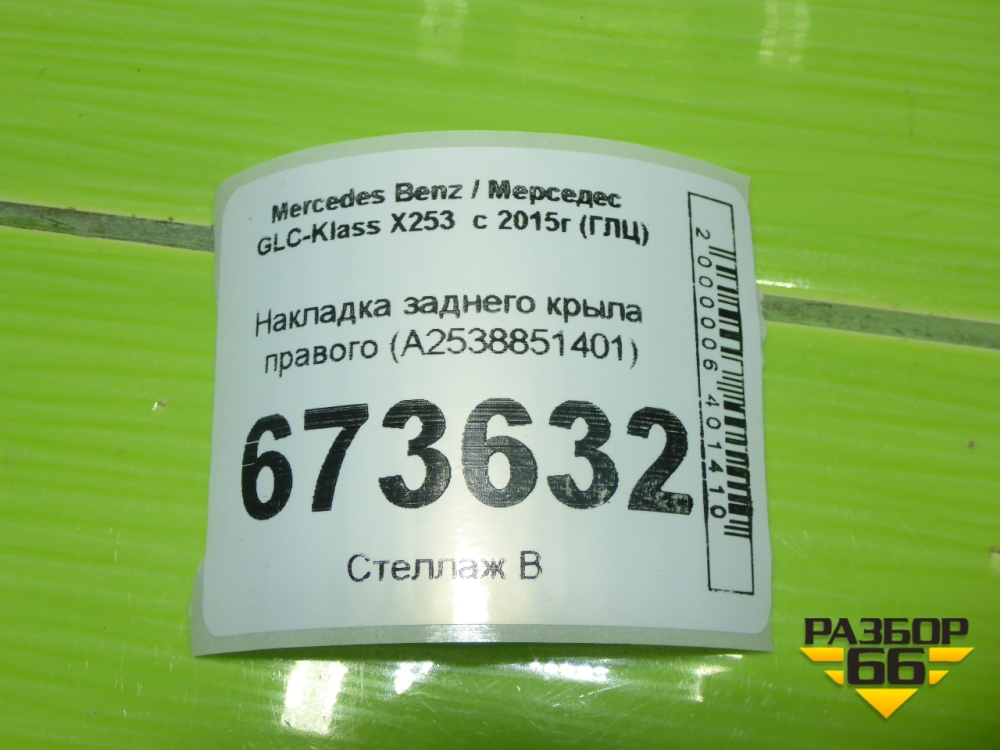 Mercedes Benz / Мерседес
GLC-Klass X253 с 2015г (ГЛЦ)
Накладка заднего крыла
правого (A2538851401)
673632
Стеллаж В
2000006401410
РАЗБОР
66